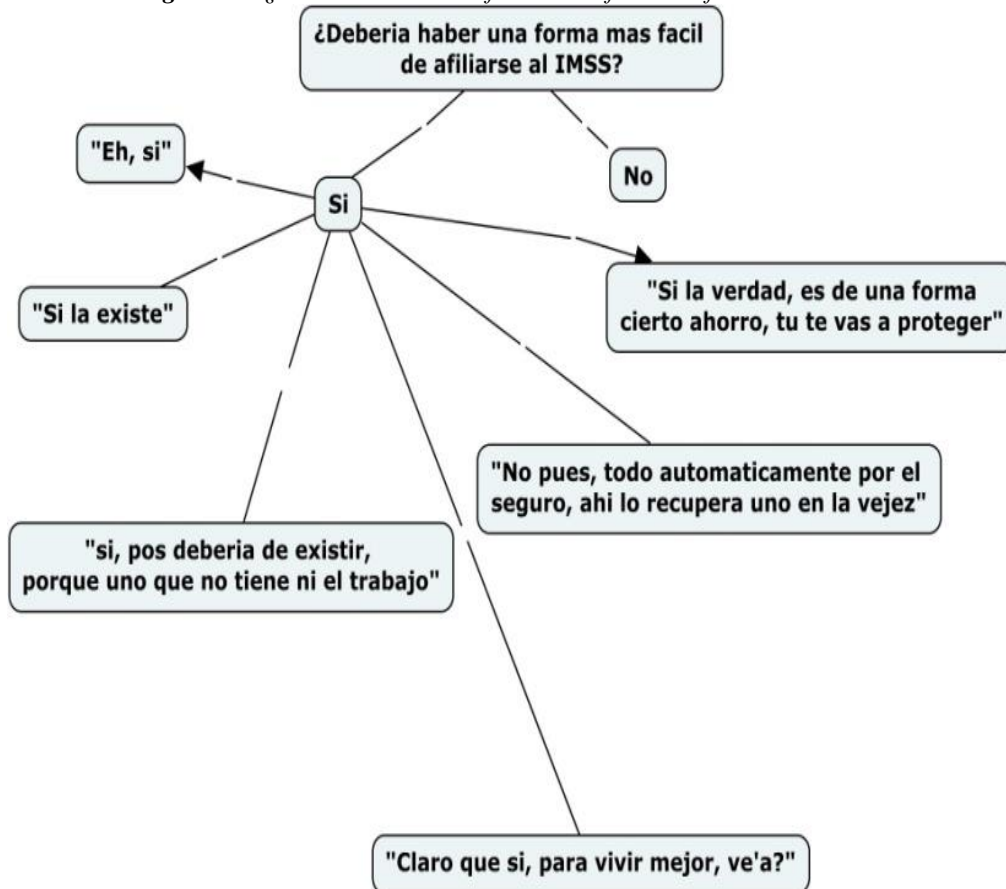 ¿Deberia haber una forma mas facil
de afiliarse al IMSS?
"Eh, si"
No
Si
"Si la existe"
"Si la verdad, es de una forma
cierto ahorro, tu te vas a proteger"
"No pues, todo automaticamente por el
seguro, ahi lo recupera uno en la vejez"
"si, pos deberia de existir,
porque uno que no tiene ni el trabajo"
"Claro que si, para vivir mejor, ve'a?"